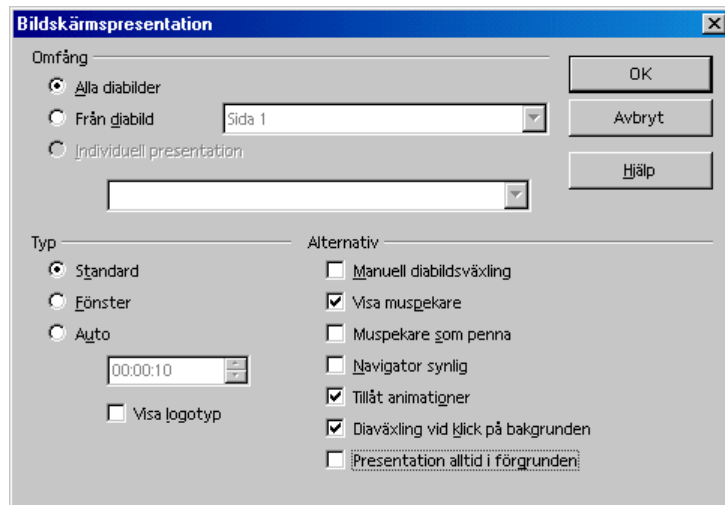 Bildskärmspresentation
Omfång
Alla diabilder
Från diabild
Sida 1
Individuell presentation
OK
Avbryt
Hjälp
Typ
Standard
Fönster
Auto
00:00:10
Visa logotyp
Alternativ
Manuell diabildsväxling
Visa muspekare
Muspekare som penna
Navigator synlig
Tillåt animationer
Diaväxling vid klick på bakgrunden
Presentation alltid i förgrunden